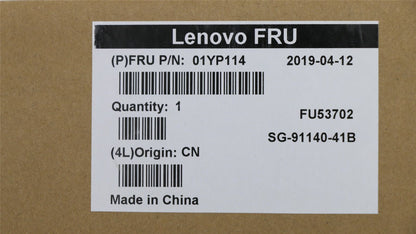 Lenovo FRU
(P)FRU P/N: 01YP114 2019-04-12
Quantity: 1
FU53702
SG-91140-41B
(4L)Origin: CN
Made in China